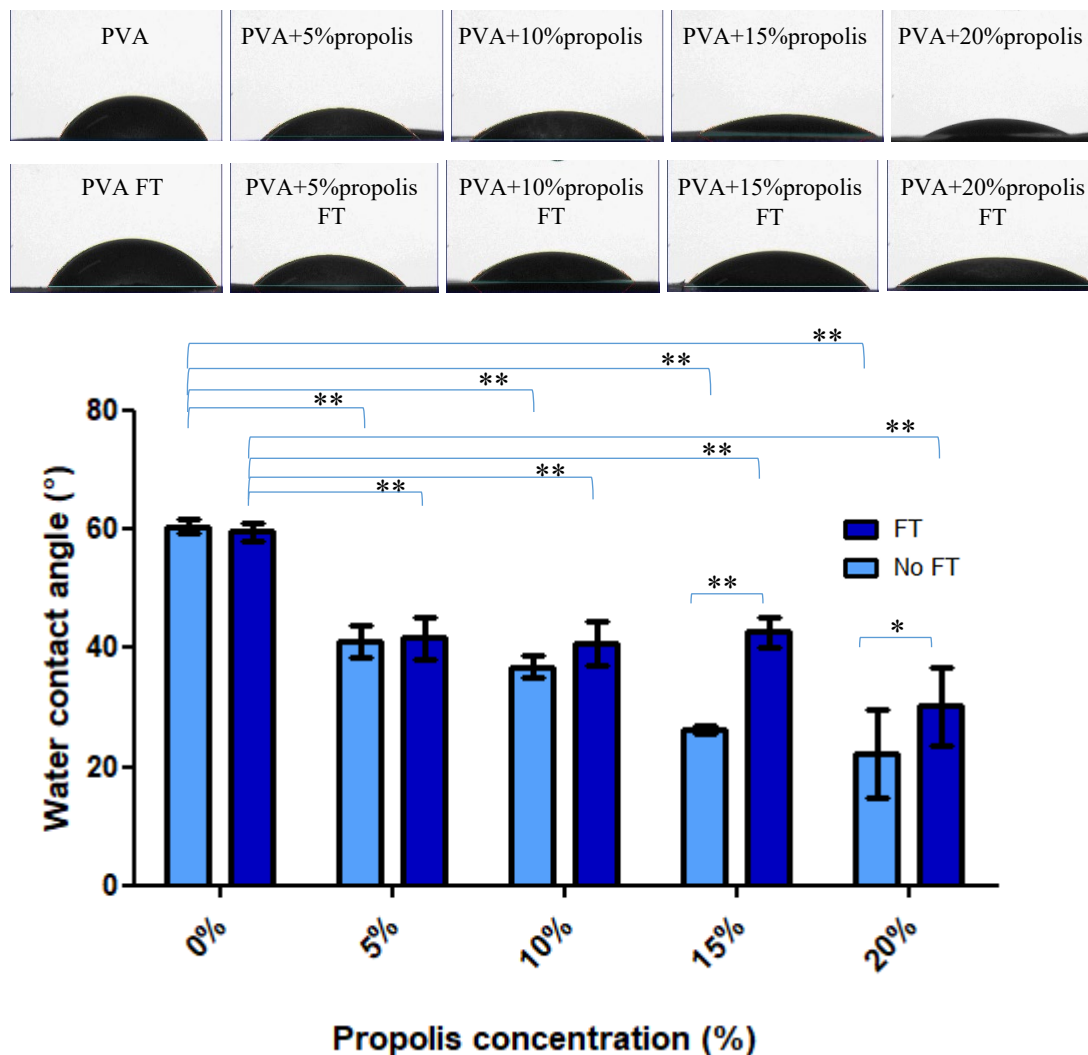 PVA
PVA+5%propolis
PVA+10%propolis
PVA+15%propolis
PVA+20%propolis
PVA FT
PVA+5%propolis
FT
PVA+10%propolis
FT
PVA+15%propolis
FT
PVA+20%propolis
FT
**
**
**
**
**
**
**
**
**
*
80
60
40
20
0
Water contact angle (°)
FT
No FT
0%
5%
10%
15%
20%
Propolis concentration (%)